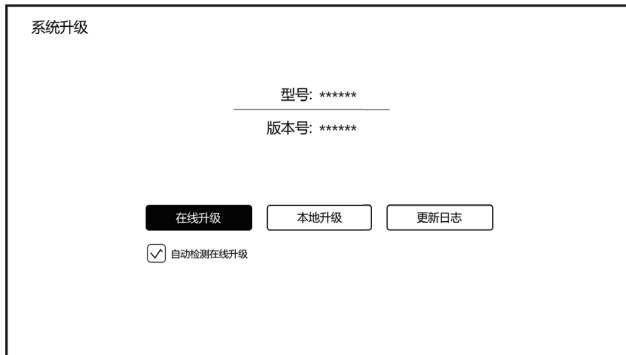 系统升级
型号: ******
版本号: ******
在线升级 本地升级 更新日志
自动检测在线升级